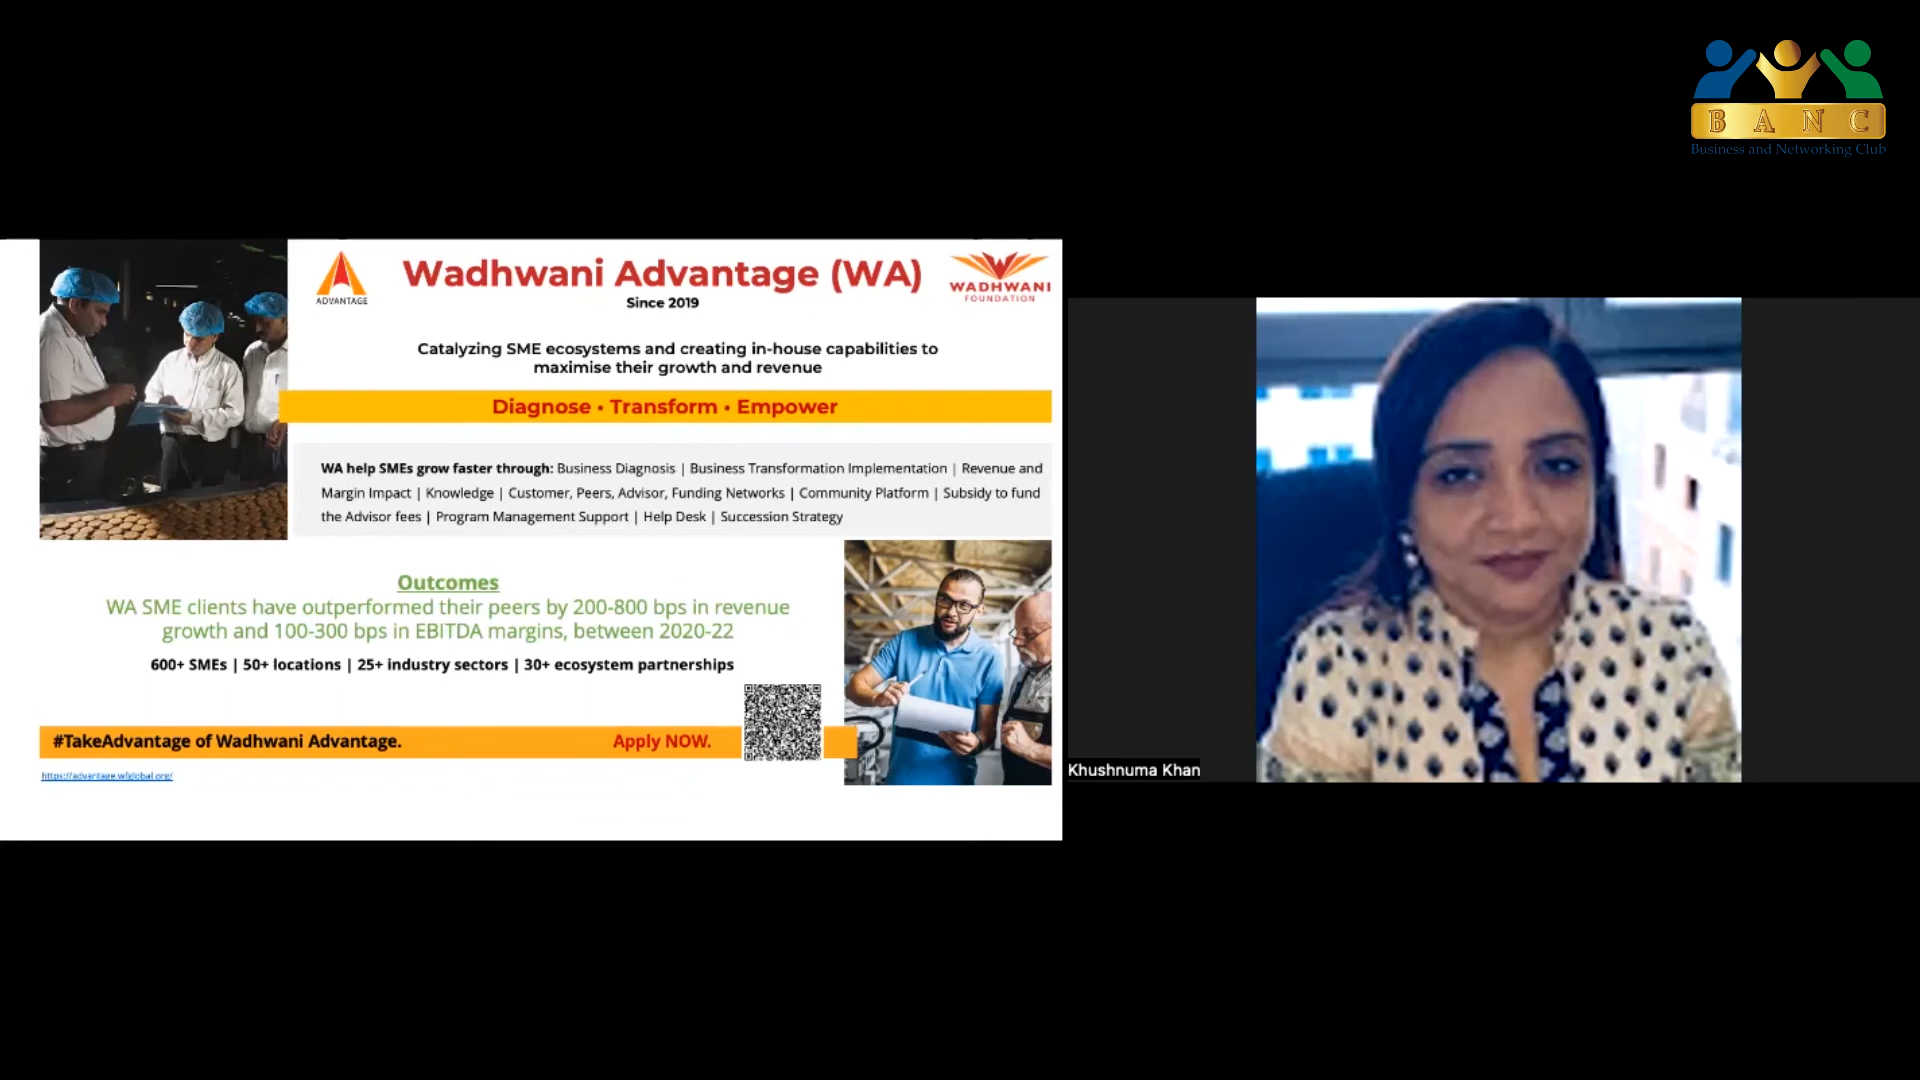 B A N C
Business and Networking Club
ADVANTAGE
Wadhwani Advantage (WA)
Since 2019
WADHWANI
FOUNDATION
Catalyzing SME ecosystems and creating in-house capabilities to
maximise their growth and revenue
Diagnose • Transform • Empower
WA help SMEs grow faster through: Business Diagnosis | Business Transformation Implementation | Revenue and
Margin Impact | Knowledge | Customer, Peers, Advisor, Funding Networks | Community Platform | Subsidy to fund
the Advisor fees | Program Management Support | Help Desk | Succession Strategy
Outcomes
WA SME clients have outperformed their peers by 200-800 bps in revenue
growth and 100-300 bps in EBITDA margins, between 2020-22
600+ SMEs | 50+ locations | 25+ industry sectors | 30+ ecosystem partnerships
#TakeAdvantage of Wadhwani Advantage.
Apply NOW.
https://advantage.wfglobal.org/
Khushnuma Khan